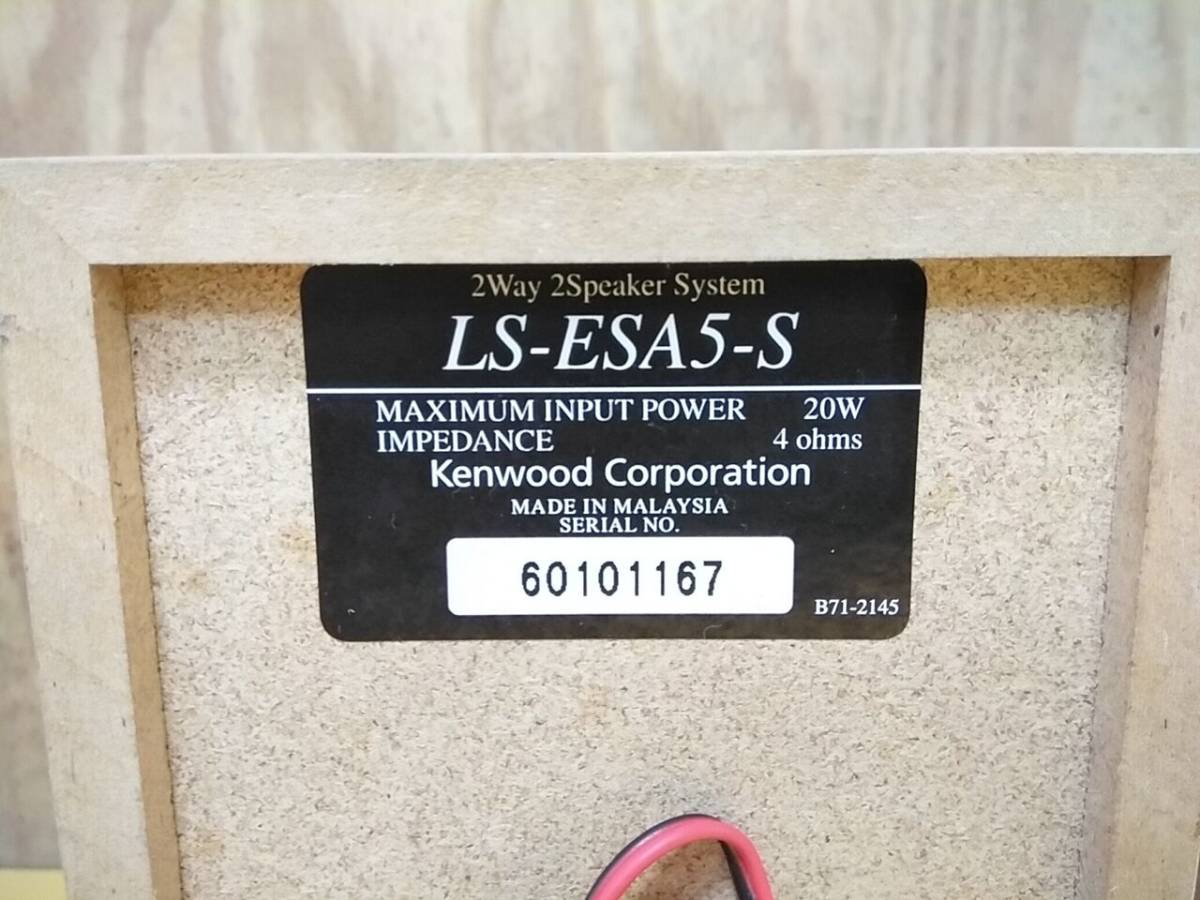 2Way 2Speaker System
LS-ESA5-S
MAXIMUM INPUT POWER 20W
IMPEDANCE 4 ohms
Kenwood Corporation
MADE IN MALAYSIA
SERIAL NO.
60101167
B71-2145